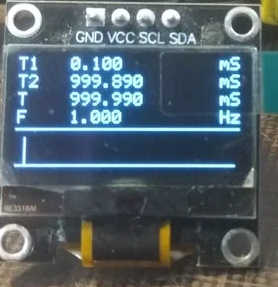 GND VCC SCL SDA
T1 0.100 mS
T2 999.890 mS
T 999.990 mS
F 1.000 Hz